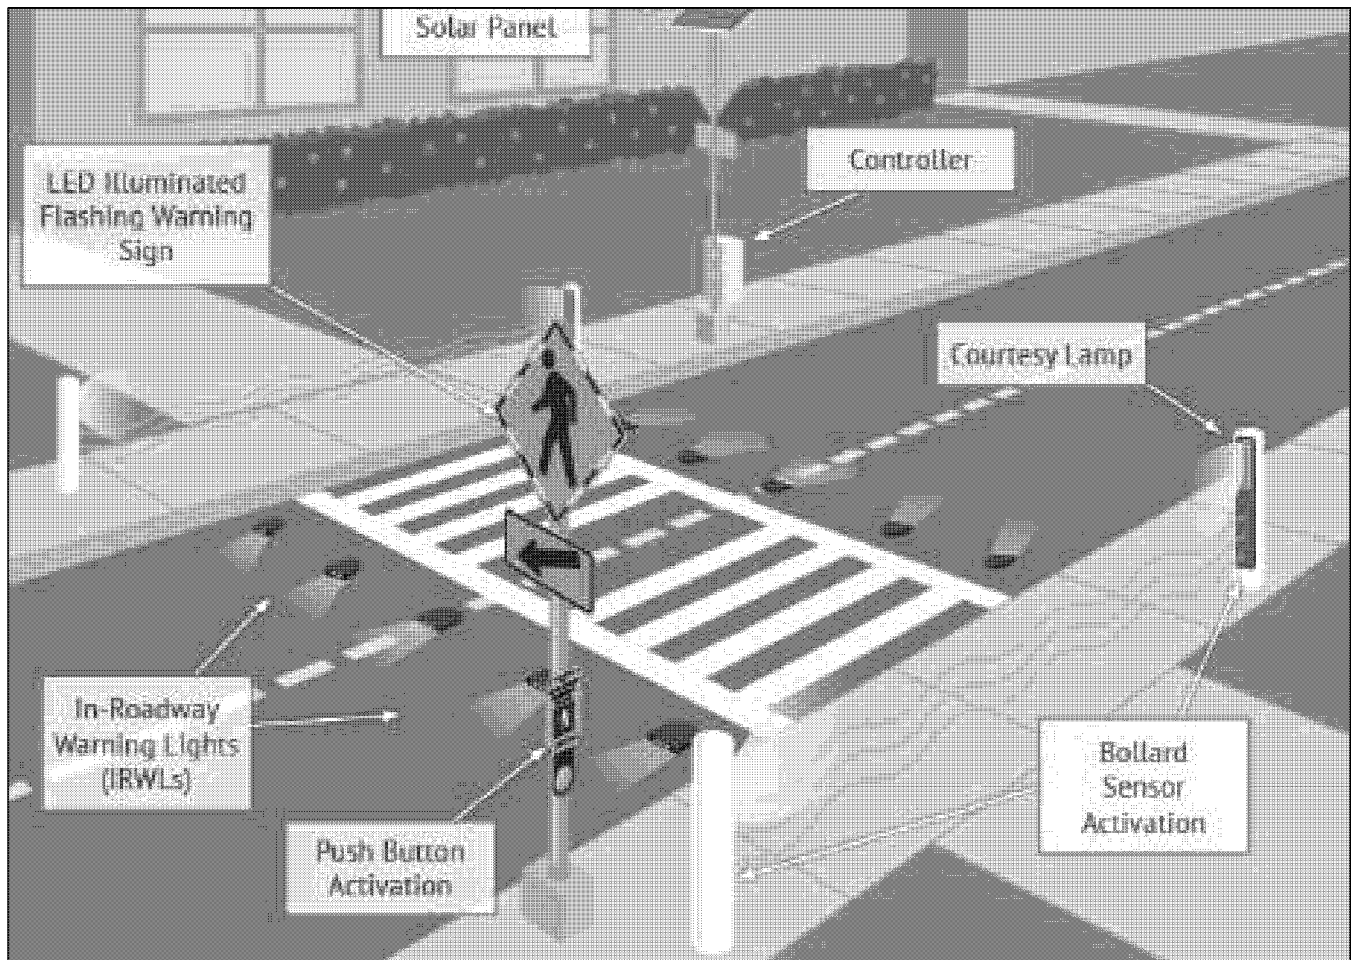 Solar Panel
LED Illuminated
Flashing Warning
Sign
Controller
Courtesy Lamp
In-Roadway
Warning Lights
(IRWLs)
Push Button
Activation
Bollard
Sensor
Activation